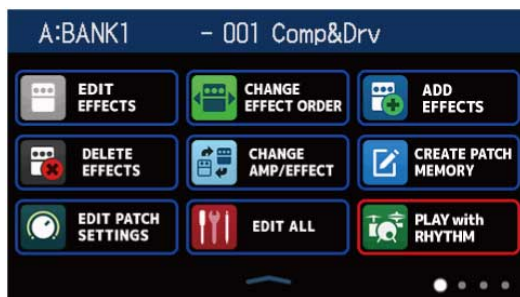 A:BANK1 - 001 Comp&Drv
EDIT
EFFECTS
CHANGE
EFFECT ORDER
ADD
EFFECTS
DELETE
EFFECTS
CHANGE
AMP/EFFECT
CREATE PATCH
MEMORY
EDIT PATCH
SETTINGS
EDIT ALL
PLAY with
RHYTHM